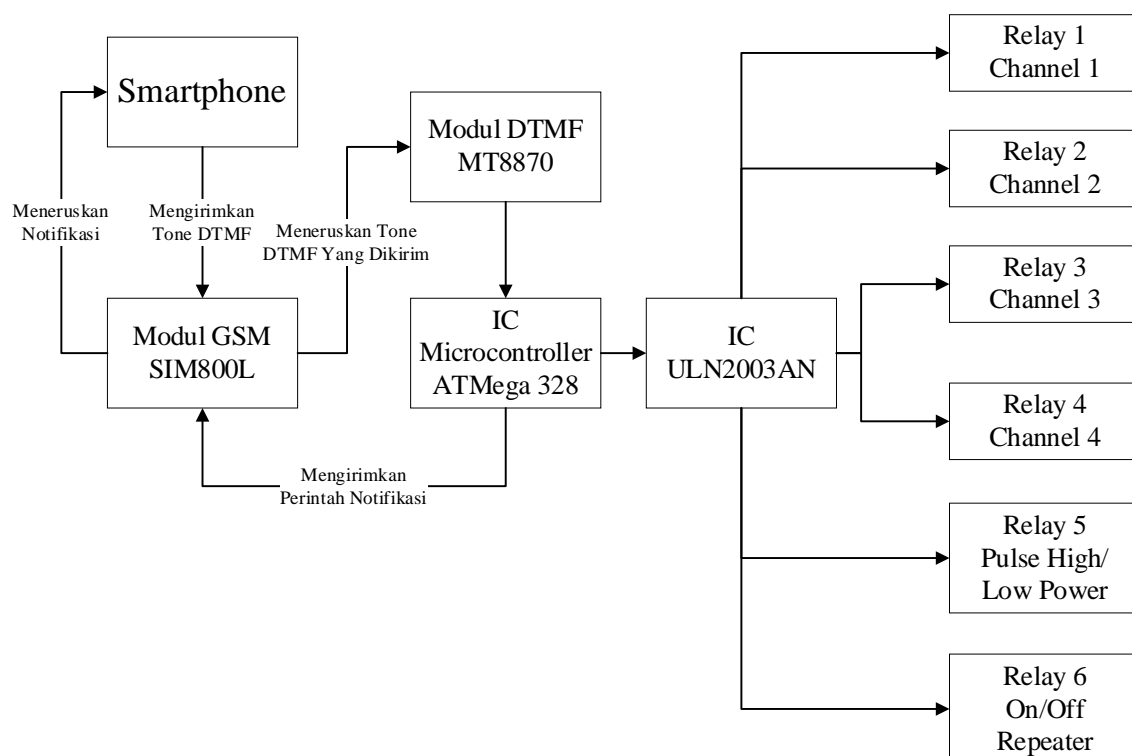 Smartphone
Meneruskan
Notifikasi
Mengirimkan
Tone DTMF
Modul GSM
SIM800L
Modul DTMF
MT8870
Meneruskan Tone
DTMF Yang Dikirim
IC
Microcontroller
ATMega 328
Mengirimkan
Perintah Notifikasi
IC
ULN2003AN
Relay 1
Channel 1
Relay 2
Channel 2
Relay 3
Channel 3
Relay 4
Channel 4
Relay 5
Pulse High/
Low Power
Relay 6
On/Off
Repeater